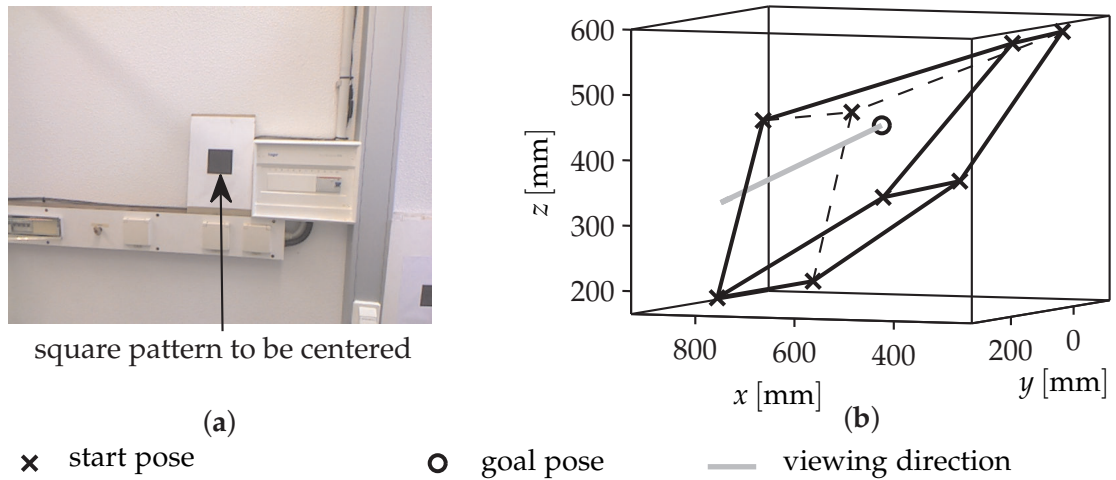 square pattern to be centered
(a)
600
500
400
300
200
z [mm]
800
600
400
x [mm]
200
0
y [mm]
(b)
start pose
goal pose
viewing direction